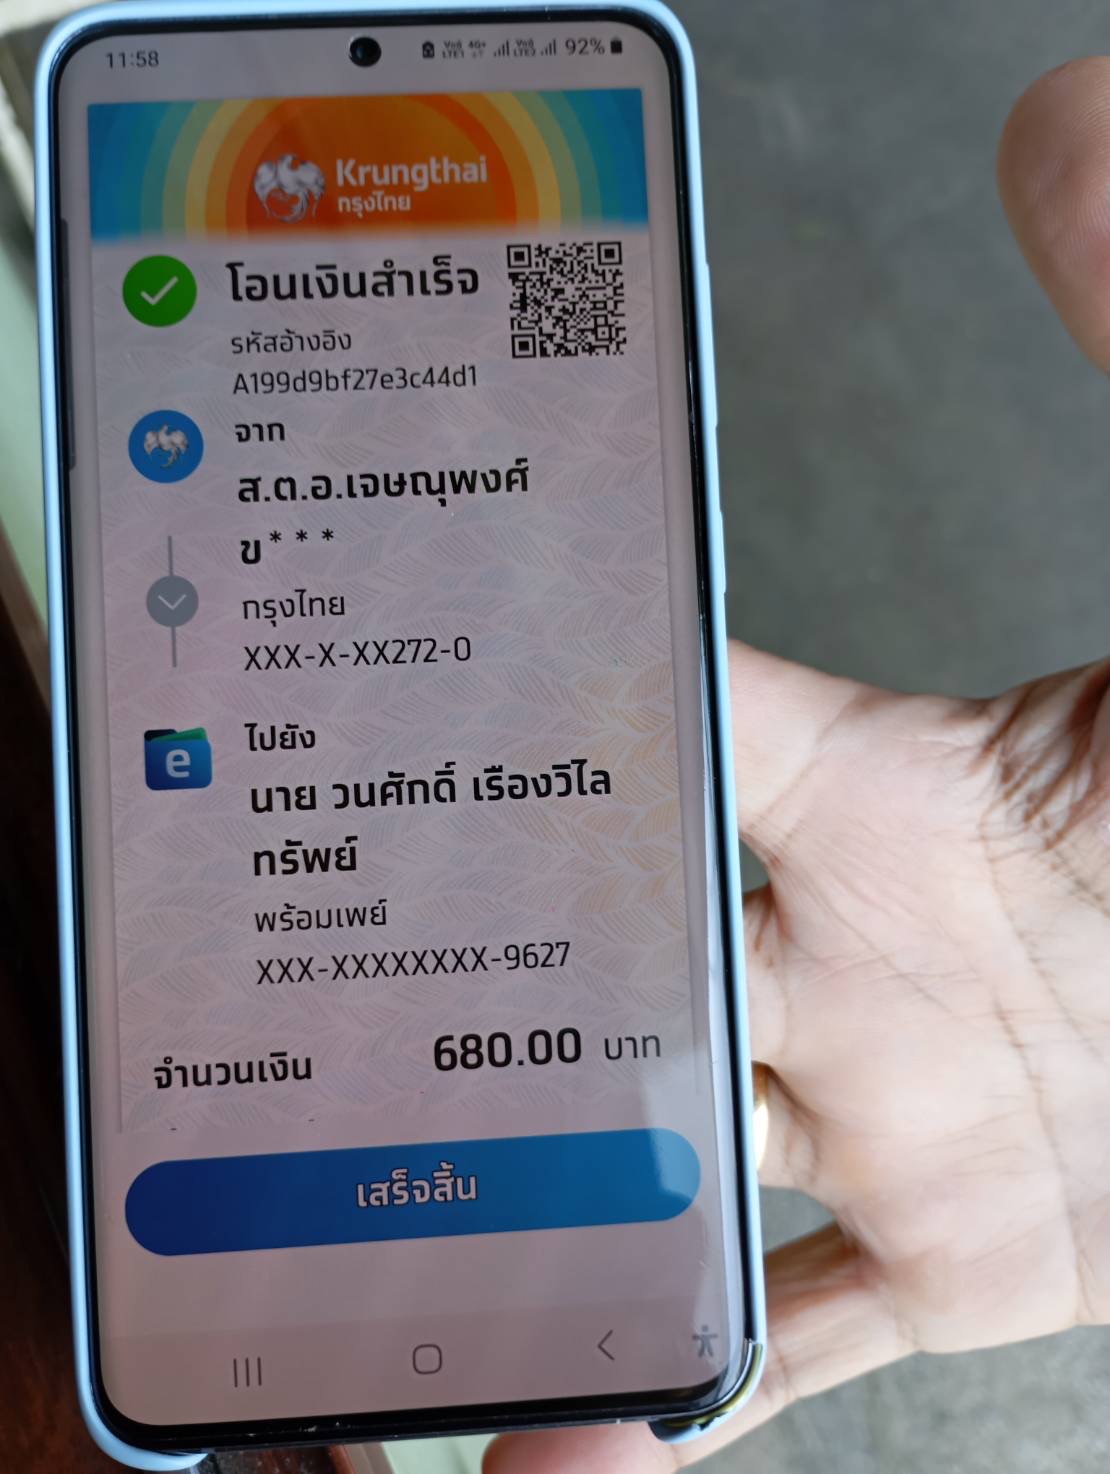 11:58
92%
Krungthai
กรุงไทย
โอนเงินสำเร็จ
รหัสอ้างอิง
A199d9bf27e3c44d1
จาก
ส.ต.อ.เจษณุพงศ์
ข***
กรุงไทย
XXX-X-XX272-0
e
ไปยัง
นาย วนศักดิ์ เรืองวิไล
ทรัพย์
พร้อมเพย์
XXX-XXXXXXXX-9627
จำนวนเงิน 680.00 บาท
เสร็จสิ้น